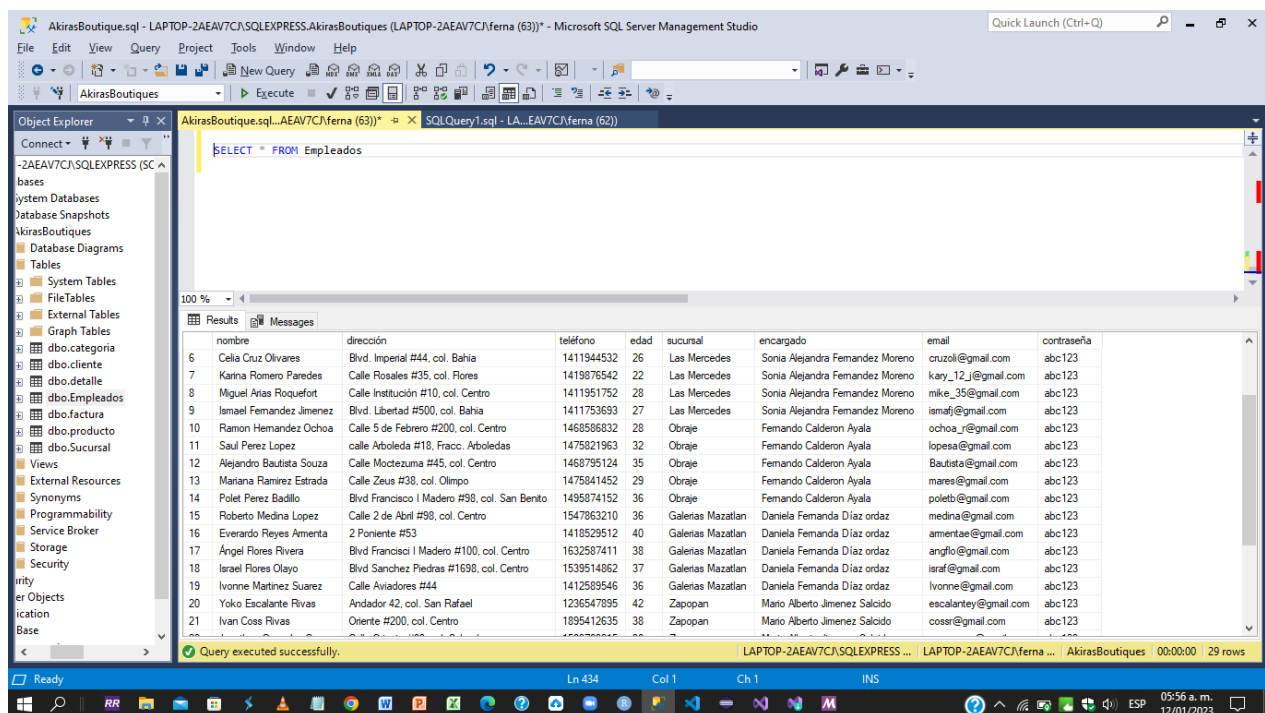 AkirasBoutique.sql - LAPTOP-2AEAV7CJ\SQLEXPRESS.AkirasBoutiques (LAPTOP-2AEAV7CJ\ferna (63))* - Microsoft SQL Server Management Studio
Quick Launch (Ctrl+Q)
File Edit View Query Project Tools Window Help
New Query
AkirasBoutiques
Execute
Object Explorer
AkirasBoutique.sql...AEAV7CJ\ferna (63))*
SQLQuery1.sql - LA...EAV7CJ\ferna (62))
Connect
-2AEAV7CJ\SQLEXPRESS (SC
bases
System Databases
Database Snapshots
AkirasBoutiques
Database Diagrams
Tables
System Tables
FileTables
External Tables
Graph Tables
dbo.categoria
dbo.cliente
dbo.detalle
dbo.Empleados
dbo.factura
dbo.producto
dbo.Sucursal
Views
External Resources
Synonyms
Programmability
Service Broker
Storage
Security
urity
er Objects
ication
Base
SELECT * FROM Empleados
100 %
Results Messages
nombre dirección teléfono edad sucursal encargado email contraseña
6 Celia Cruz Olivares Blvd. Imperial #44, col. Bahia 1411944532 26 Las Mercedes Sonia Alejandra Fernandez Moreno cruzoli@gmail.com abc123
7 Karina Romero Paredes Calle Rosales #35, col. Flores 1419876542 22 Las Mercedes Sonia Alejandra Fernandez Moreno kary_12_j@gmail.com abc123
8 Miguel Arias Roquefort Calle Institución #10, col. Centro 1411951752 28 Las Mercedes Sonia Alejandra Fernandez Moreno mike_35@gmail.com abc123
9 Ismael Fernandez Jimenez Blvd. Libertad #500, col. Bahia 1411753693 27 Las Mercedes Sonia Alejandra Fernandez Moreno ismafj@gmail.com abc123
10 Ramon Hernandez Ochoa Calle 5 de Febrero #200, col. Centro 1468586832 28 Obraje Fernando Calderon Ayala ochoa_r@gmail.com abc123
11 Saul Perez Lopez calle Arboleda #18, Fracc. Arboledas 1475821963 32 Obraje Fernando Calderon Ayala lopesa@gmail.com abc123
12 Alejandro Bautista Souza Calle Moctezuma #45, col. Centro 1468795124 35 Obraje Fernando Calderon Ayala Bautista@gmail.com abc123
13 Mariana Ramirez Estrada Calle Zeus #38, col. Olimpo 1475841452 29 Obraje Fernando Calderon Ayala mares@gmail.com abc123
14 Polet Perez Badillo Blvd Francisco I Madero #98, col. San Benito 1495874152 36 Obraje Fernando Calderon Ayala poletb@gmail.com abc123
15 Roberto Medina Lopez Calle 2 de Abril #98, col. Centro 1547863210 36 Galerias Mazatlan Daniela Fernanda Díaz ordaz medina@gmail.com abc123
16 Everardo Reyes Armenta 2 Poniente #53 1418529512 40 Galerias Mazatlan Daniela Fernanda Díaz ordaz armentae@gmail.com abc123
17 Ángel Flores Rivera Blvd Francisci I Madero #100, col. Centro 1632587411 38 Galerias Mazatlan Daniela Fernanda Díaz ordaz angflo@gmail.com abc123
18 Israel Flores Olayo Blvd Sanchez Piedras #1698, col. Centro 1539514862 37 Galerias Mazatlan Daniela Fernanda Díaz ordaz israf@gmail.com abc123
19 Ivonne Martinez Suarez Calle Aviadores #44 1412589546 36 Galerias Mazatlan Daniela Fernanda Díaz ordaz Ivonne@gmail.com abc123
20 Yoko Escalante Rivas Andador 42, col. San Rafael 1236547895 42 Zapopan Mario Alberto Jimenez Salcido escalantey@gmail.com abc123
21 Ivan Coss Rivas Oriente #200, col. Centro 1895412635 38 Zapopan Mario Alberto Jimenez Salcido cossr@gmail.com abc123
Query executed successfully.
LAPTOP-2AEAV7CJ\SQLEXPRESS ... LAPTOP-2AEAV7CJ\ferna ... AkirasBoutiques 00:00:00 29 rows
Ready Ln 434 Col 1 Ch 1 INS
ESP
05:56 a. m.
12/01/2023